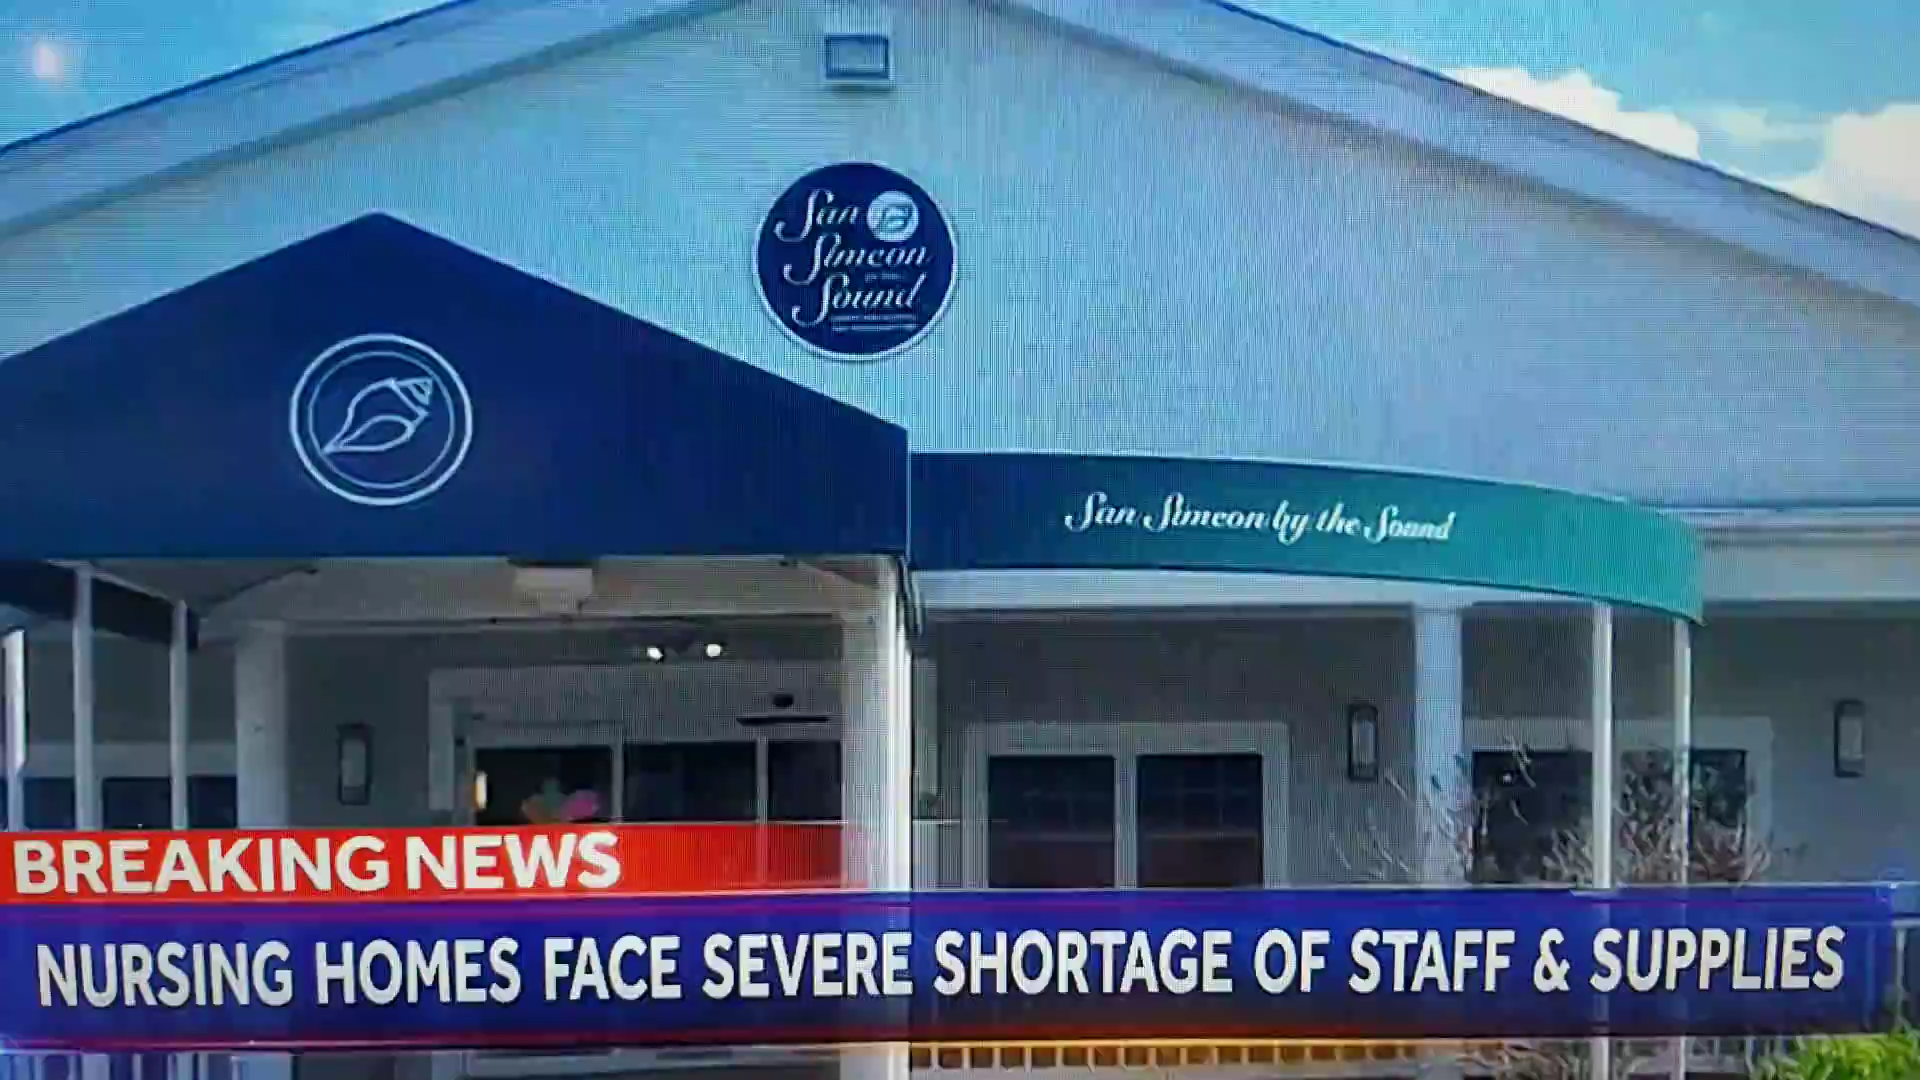 San
Simeon
Sound
San Simeon by the Sound
BREAKING NEWS
NURSING HOMES FACE SEVERE SHORTAGE OF STAFF & SUPPLIES